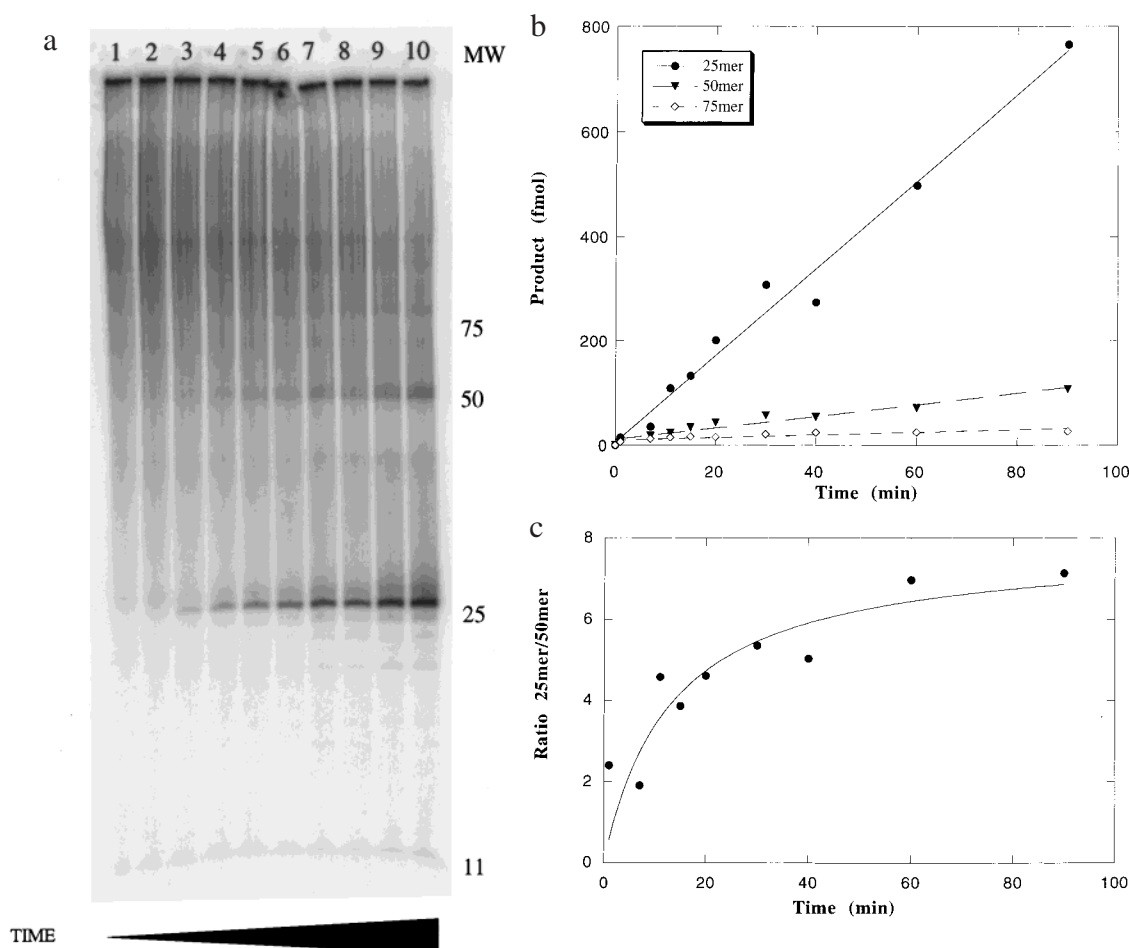 a
1 2 3 4 5 6 7 8 9 10 MW
75
50
25
11
TIME
b
800
600
400
200
0
0 20 40 60 80 100
Product (fmol)
Time (min)
25mer
50mer
75mer
c
8
6
4
2
0
0 20 40 60 80 100
Ratio 25mer/50mer
Time (min)